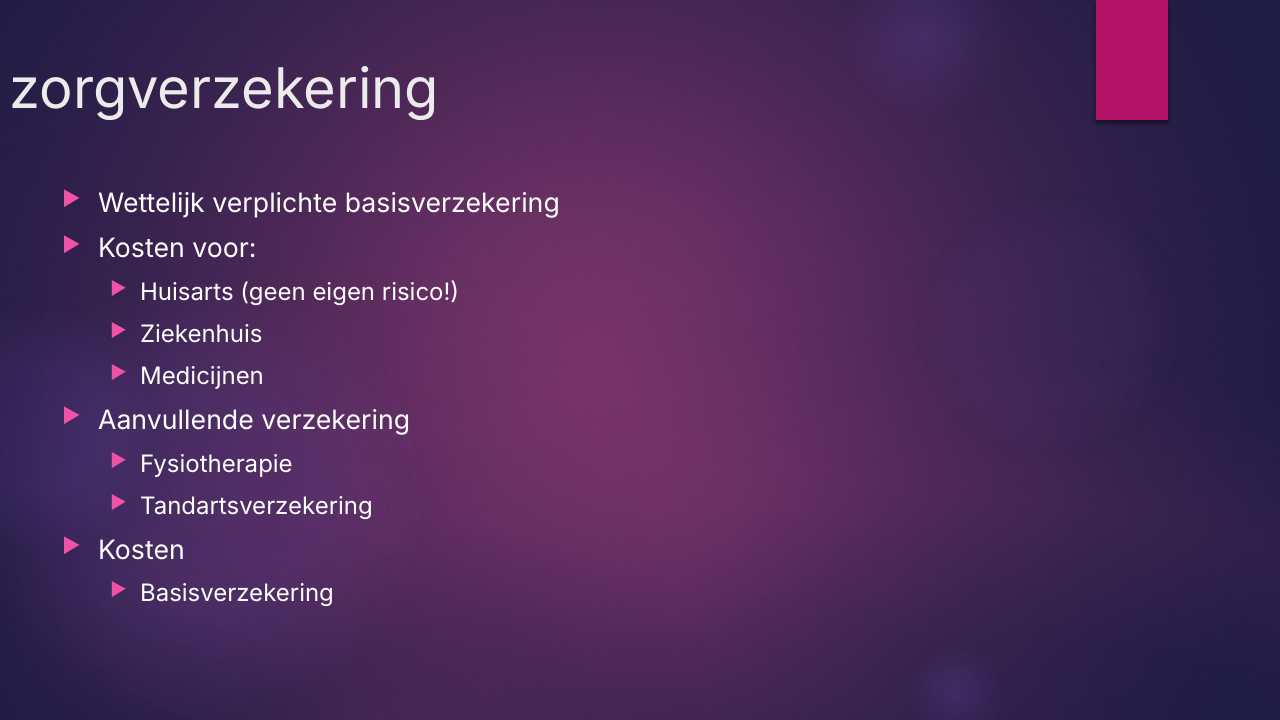 zorgverzekering
Wettelijk verplichte basisverzekering
Kosten voor:
Huisarts (geen eigen risico!)
Ziekenhuis
Medicijnen
Aanvullende verzekering
Fysiotherapie
Tandartsverzekering
Kosten
Basisverzekering